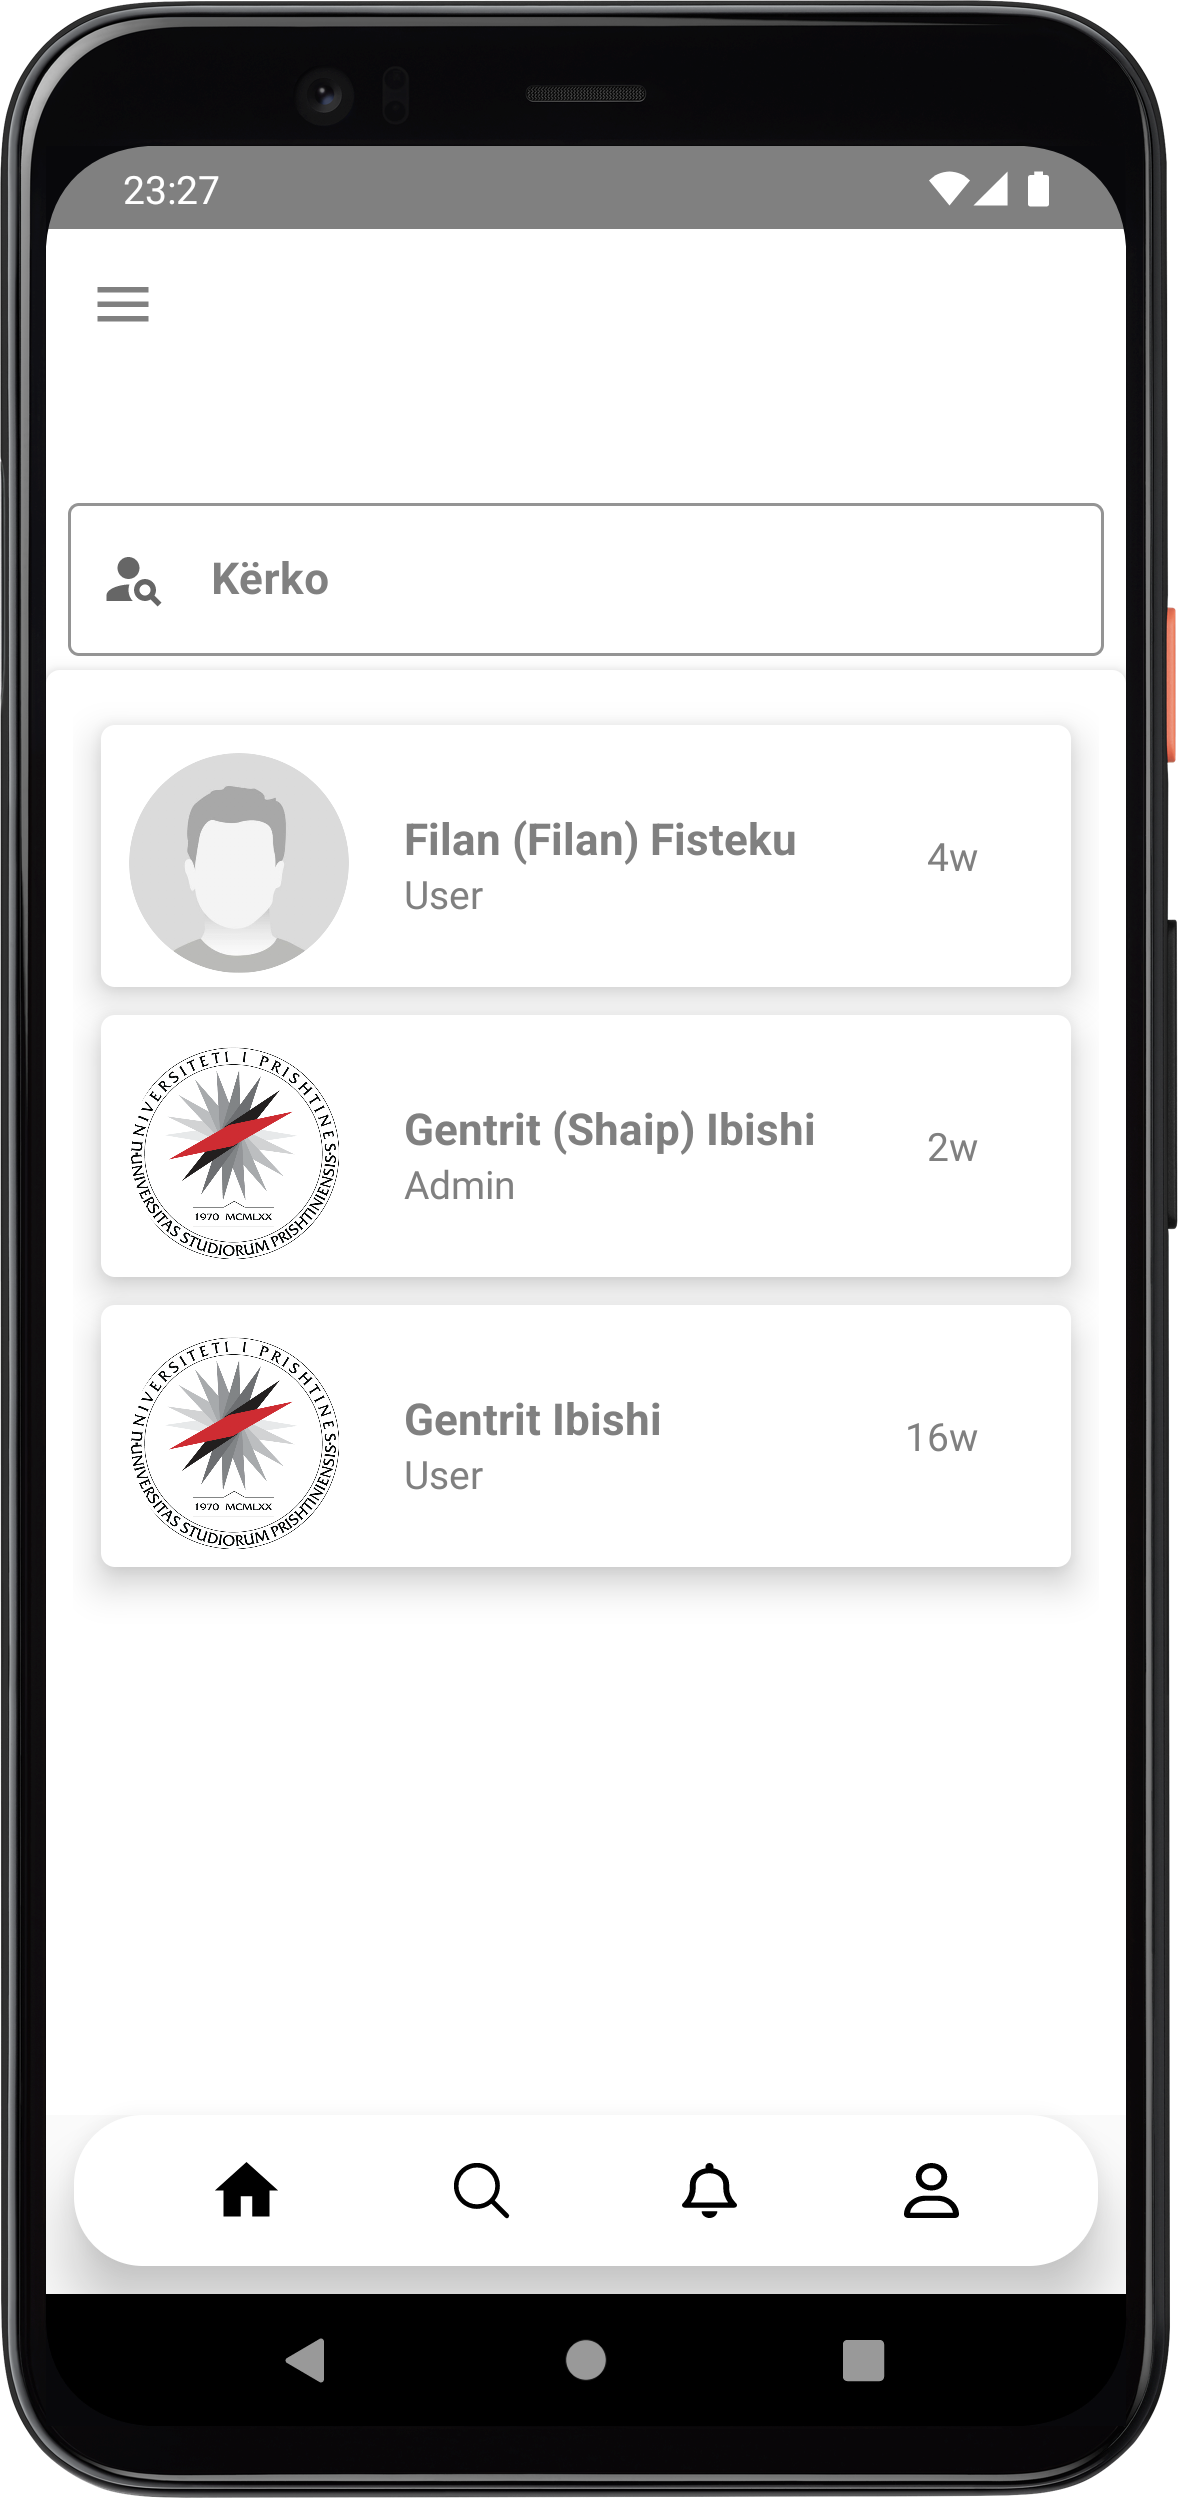 23:27
Kërko
Filan (Filan) Fisteku
User
4w
UNIVERSITETI I PRISHTINËS
UNIVERSITAS STUDIORUM PRISHTINIENSIS
1970 MCMLXX
Gentrit (Shaip) Ibishi
Admin
2w
UNIVERSITETI I PRISHTINËS
UNIVERSITAS STUDIORUM PRISHTINIENSIS
1970 MCMLXX
Gentrit Ibishi
User
16w